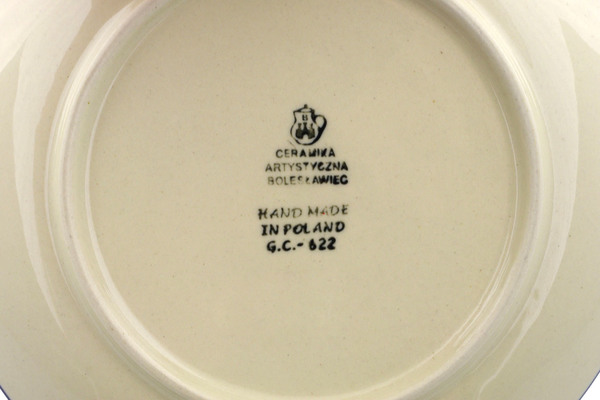 B
CERAMIKA
ARTYSTYCZNA
BOLESŁAWIEC
HAND MADE
IN POLAND
G.C.- 622